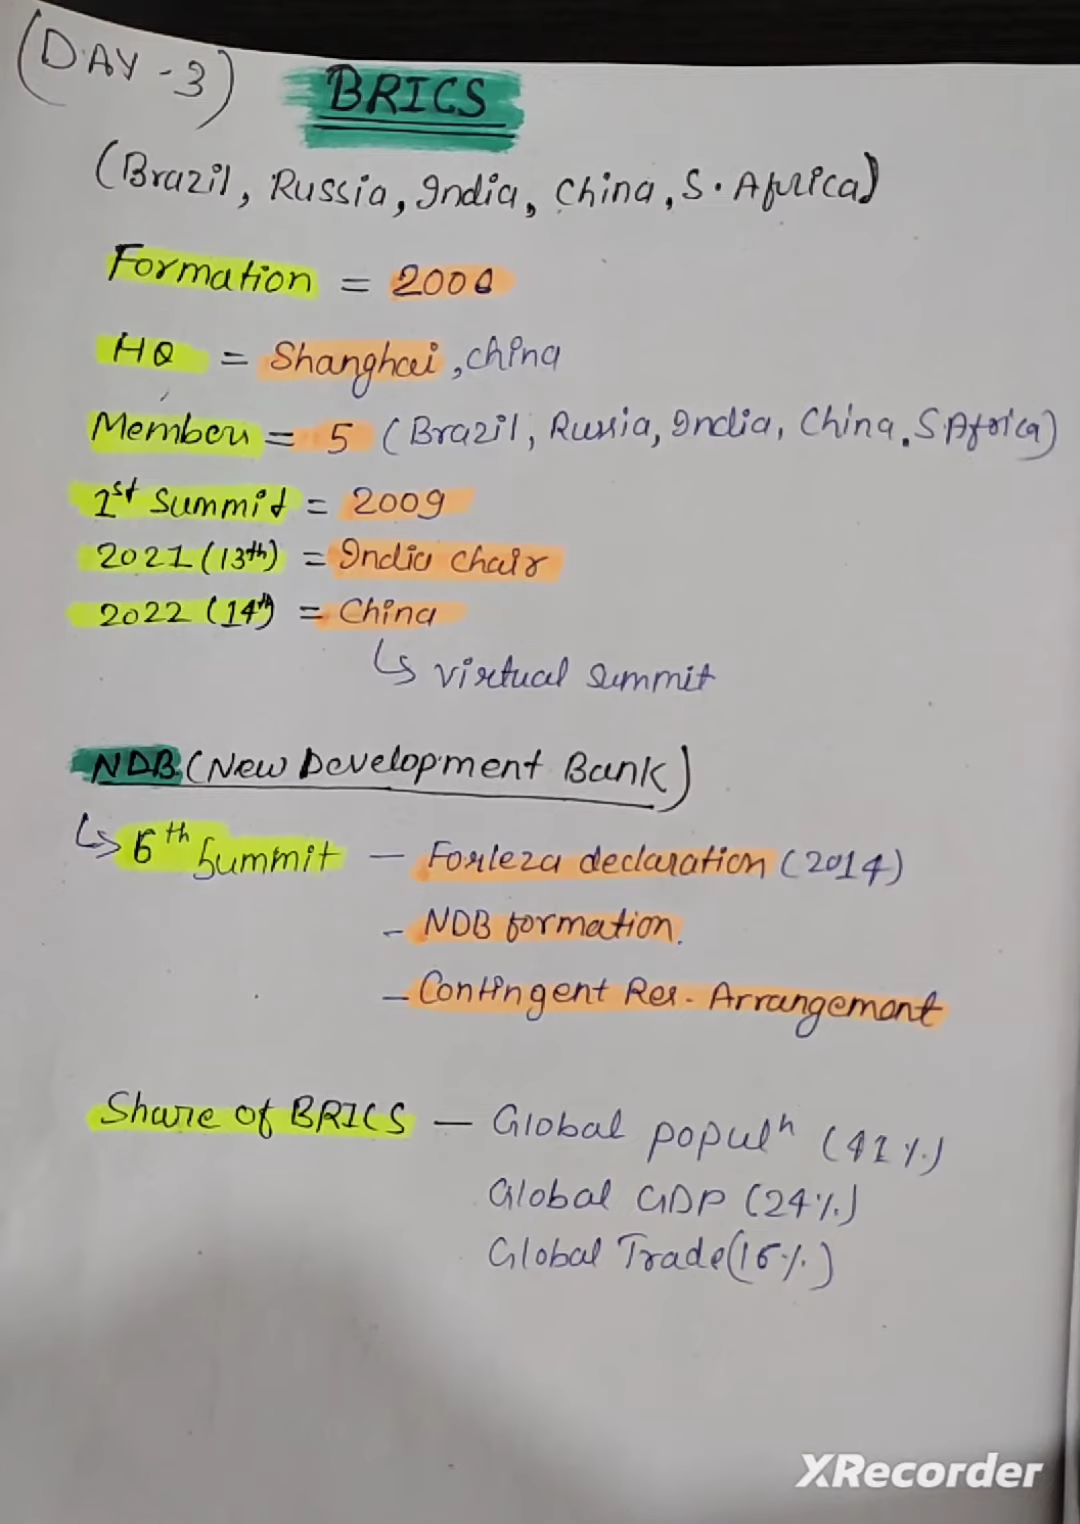 (DAY-3)
BRICS
(Brazil, Russia, India, China, S. Africa)
Formation = 2006
HQ = Shanghai, China
Members = 5 (Brazil, Russia, India, China, S.Africa)
1st Summit = 2009
2021 (13th) = India Chair
2022 (14th) = China
↳ virtual summit
NDB (New Development Bank)
↳ 6th Summit - Forleza declaration (2014)
- NDB formation.
- Contingent Res. Arrangement
Share of BRICS - Global populn (41%)
Global GDP (24%)
Global Trade (16%)
XRecorder